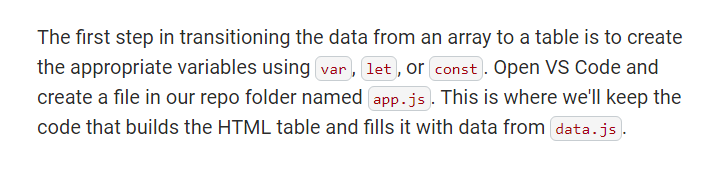 The first step in transitioning the data from an array to a table is to create
the appropriate variables using var, let, or const. Open VS Code and
create a file in our repo folder named app.js. This is where we'll keep the
code that builds the HTML table and fills it with data from data.js.